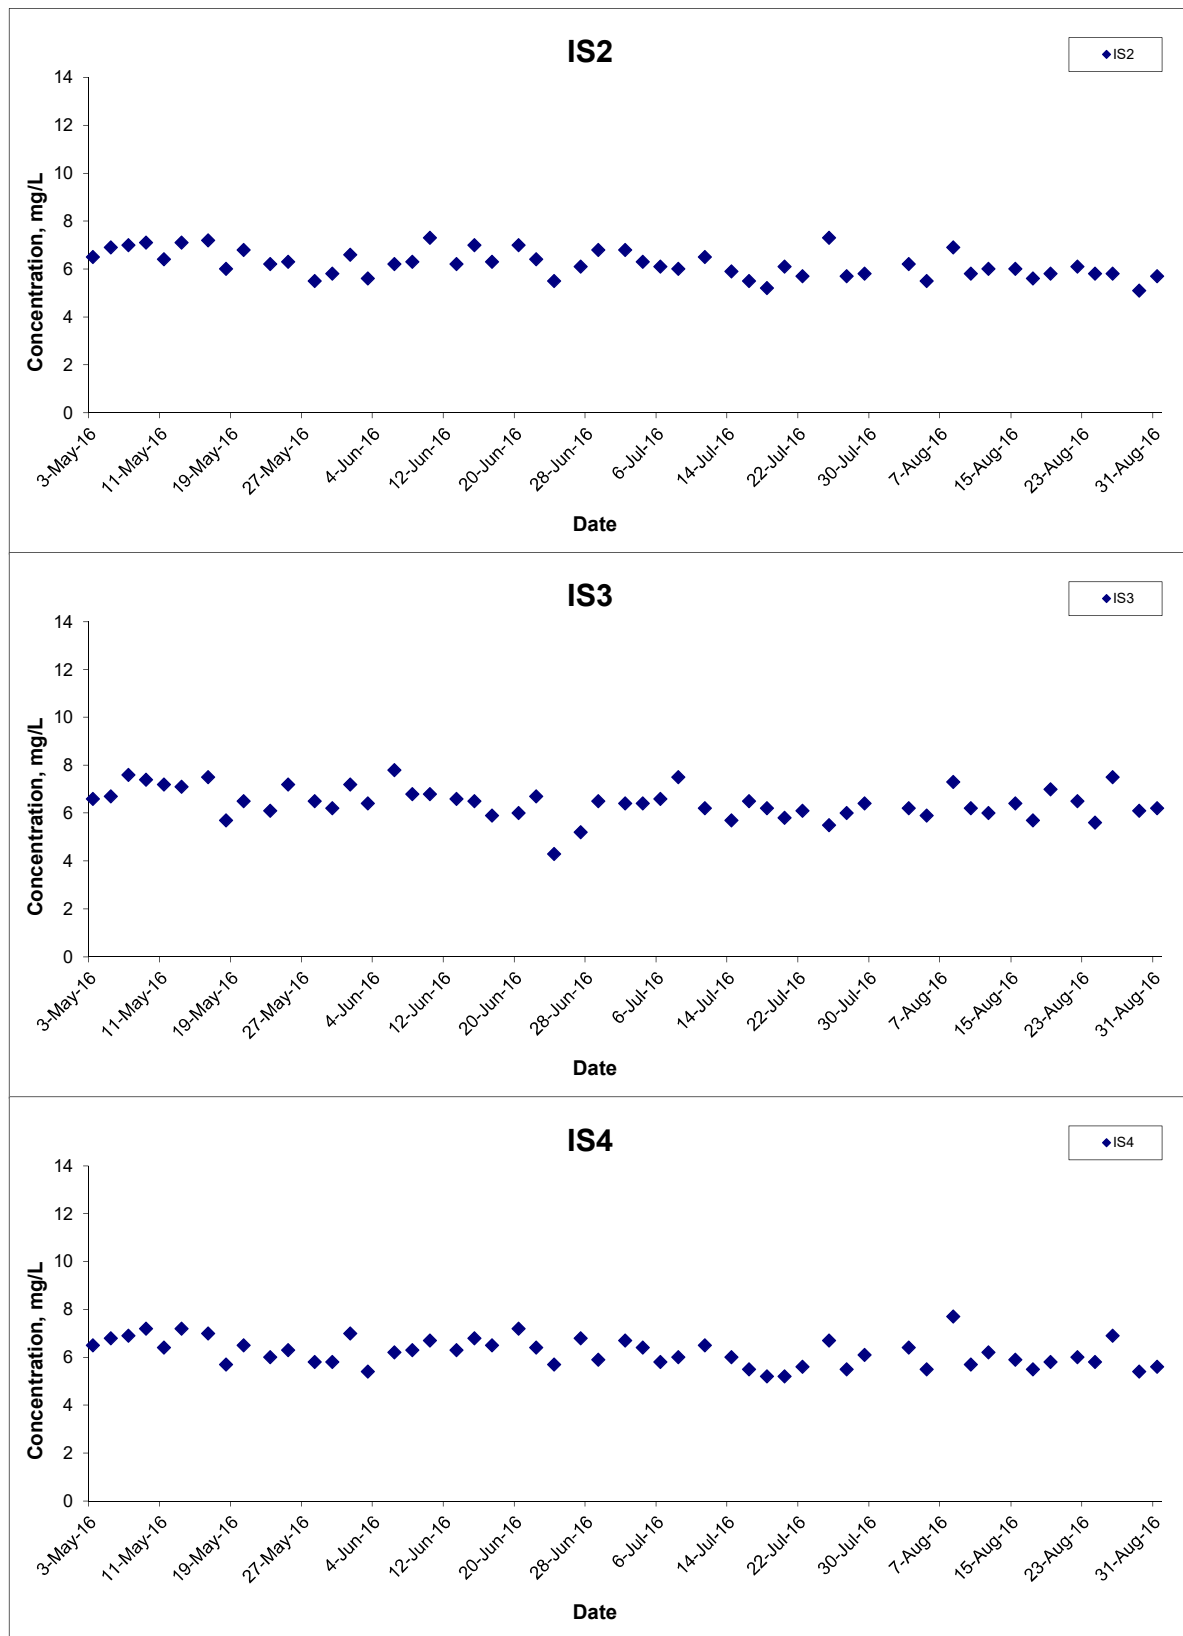 IS2
IS2
14
12
10
8
6
4
2
0
Concentration, mg/L
3-May-16
11-May-16
19-May-16
27-May-16
4-Jun-16
12-Jun-16
20-Jun-16
28-Jun-16
6-Jul-16
14-Jul-16
22-Jul-16
30-Jul-16
7-Aug-16
15-Aug-16
23-Aug-16
31-Aug-16
Date
IS3
IS3
14
12
10
8
6
4
2
0
Concentration, mg/L
3-May-16
11-May-16
19-May-16
27-May-16
4-Jun-16
12-Jun-16
20-Jun-16
28-Jun-16
6-Jul-16
14-Jul-16
22-Jul-16
30-Jul-16
7-Aug-16
15-Aug-16
23-Aug-16
31-Aug-16
Date
IS4
IS4
14
12
10
8
6
4
2
0
Concentration, mg/L
3-May-16
11-May-16
19-May-16
27-May-16
4-Jun-16
12-Jun-16
20-Jun-16
28-Jun-16
6-Jul-16
14-Jul-16
22-Jul-16
30-Jul-16
7-Aug-16
15-Aug-16
23-Aug-16
31-Aug-16
Date